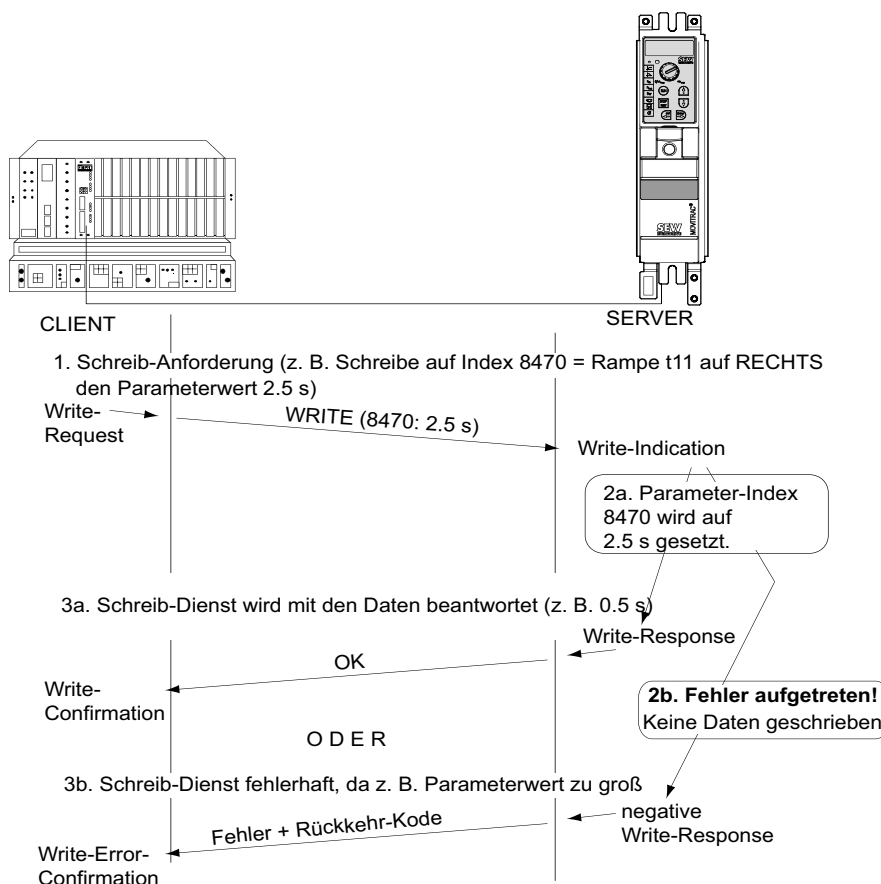 SEW
SEW
MOVITRAC®
CLIENT
SERVER
1. Schreib-Anforderung (z. B. Schreibe auf Index 8470 = Rampe t11 auf RECHTS
den Parameterwert 2.5 s)
Write-
Request
WRITE (8470: 2.5 s)
Write-Indication
2a. Parameter-Index
8470 wird auf
2.5 s gesetzt.
3a. Schreib-Dienst wird mit den Daten beantwortet (z. B. 0.5 s)
Write-Response
OK
Write-
Confirmation
2b. Fehler aufgetreten!
Keine Daten geschrieben
O D E R
3b. Schreib-Dienst fehlerhaft, da z. B. Parameterwert zu groß
negative
Write-Response
Fehler + Rückkehr-Kode
Write-Error-
Confirmation